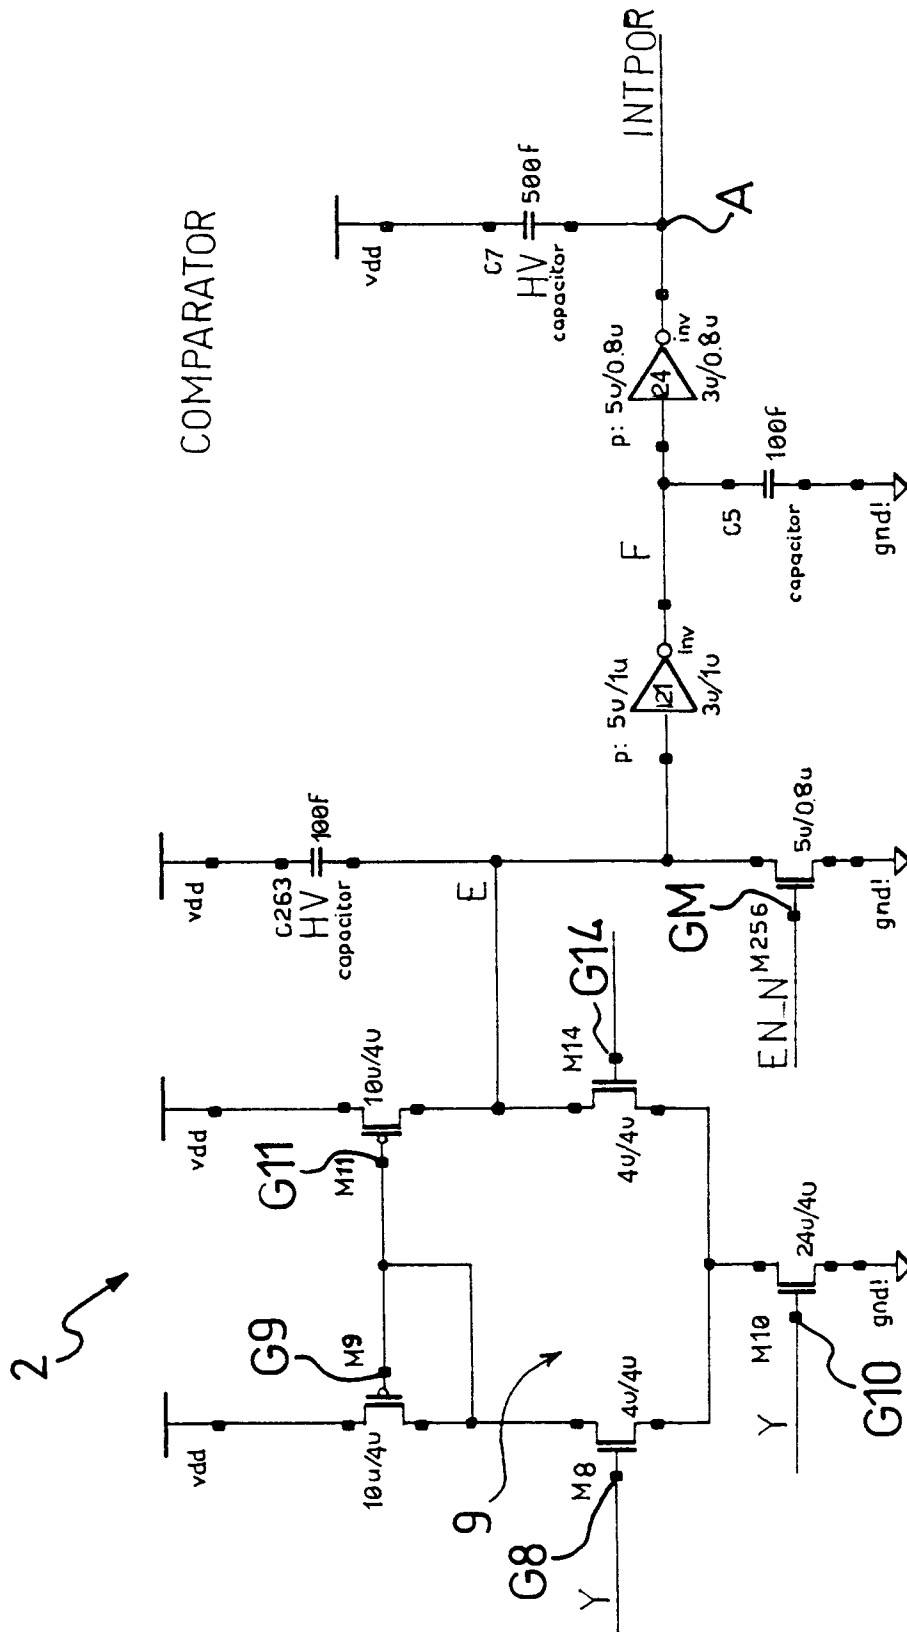 COMPARATOR
2
vdd
vdd
vdd
vdd
C263
100f
HV
capacitor
C7
500f
HV
capacitor
G9
M9
10u/4u
G11
M11
10u/4u
E
9
M8
G8
Y
4u/4u
M14
G14
4u/4u
p: 5u/1u
I21
inv
3u/1u
F
p: 5u/0.8u
I24
inv
3u/0.8u
A
INTPOR
Y
M10
G10
24u/4u
gnd!
EN_N
M256
GM
5u/0.8u
gnd!
C5
100f
capacitor
gnd!